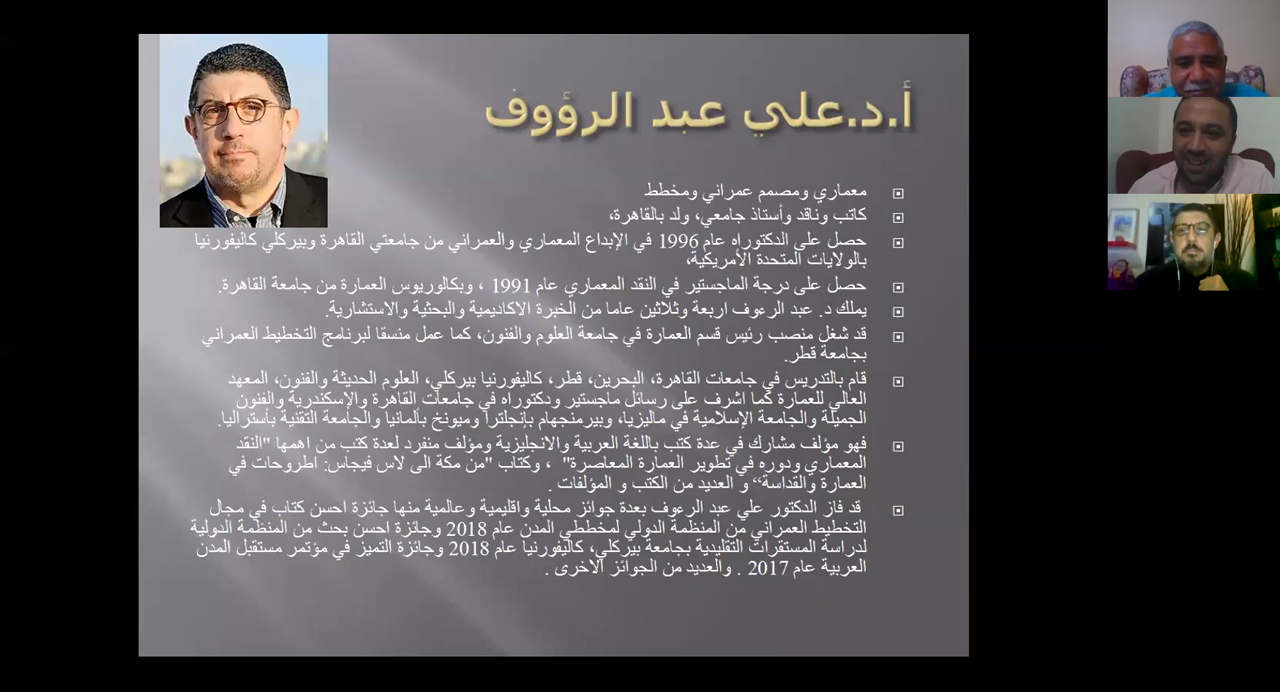 أ.د.علي عبد الرؤوف
معماري ومصمم عمراني ومخطط
كاتب وناقد وأستاذ جامعي، ولد بالقاهرة،
حصل على الدكتوراه عام 1996 في الإبداع المعماري والعمراني من جامعتي القاهرة وبيركلي كاليفورنيا
بالولايات المتحدة الأمريكية،
حصل على درجة الماجستير في النقد المعماري عام 1991 ، وبكالوريوس العمارة من جامعة القاهرة.
يملك د. عبد الرءوف اربعة وثلاثين عاما من الخبرة الاكاديمية والبحثية والاستشارية.
قد شغل منصب رئيس قسم العمارة في جامعة العلوم والفنون، كما عمل منسقا لبرنامج التخطيط العمراني
بجامعة قطر.
قام بالتدريس في جامعات القاهرة، البحرين، قطر، كاليفورنيا بيركلي، العلوم الحديثة والفنون، المعهد
العالي للعمارة كما اشرف على رسائل ماجستير ودكتوراه في جامعات القاهرة والإسكندرية والفنون
الجميلة والجامعة الإسلامية في ماليزيا، وبيرمنجهام بإنجلترا وميونخ بألمانيا والجامعة التقنية بأستراليا.
فهو مؤلف مشارك في عدة كتب باللغة العربية والانجليزية ومؤلف منفرد لعدة كتب من اهمها "النقد
المعماري ودوره في تطوير العمارة المعاصرة" ، وكتاب "من مكة الى لاس فيجاس: اطروحات في
العمارة والقداسة“ و العديد من الكتب و المؤلفات .
قد فاز الدكتور علي عبد الرءوف بعدة جوائز محلية واقليمية وعالمية منها جائزة احسن كتاب في مجال
التخطيط العمراني من المنظمة الدولي لمخططي المدن عام 2018 وجائزة احسن بحث من المنظمة الدولية
لدراسة المستقرات التقليدية بجامعة بيركلي، كاليفورنيا عام 2018 وجائزة التميز في مؤتمر مستقبل المدن
العربية عام 2017 . والعديد من الجوائز الاخرى .